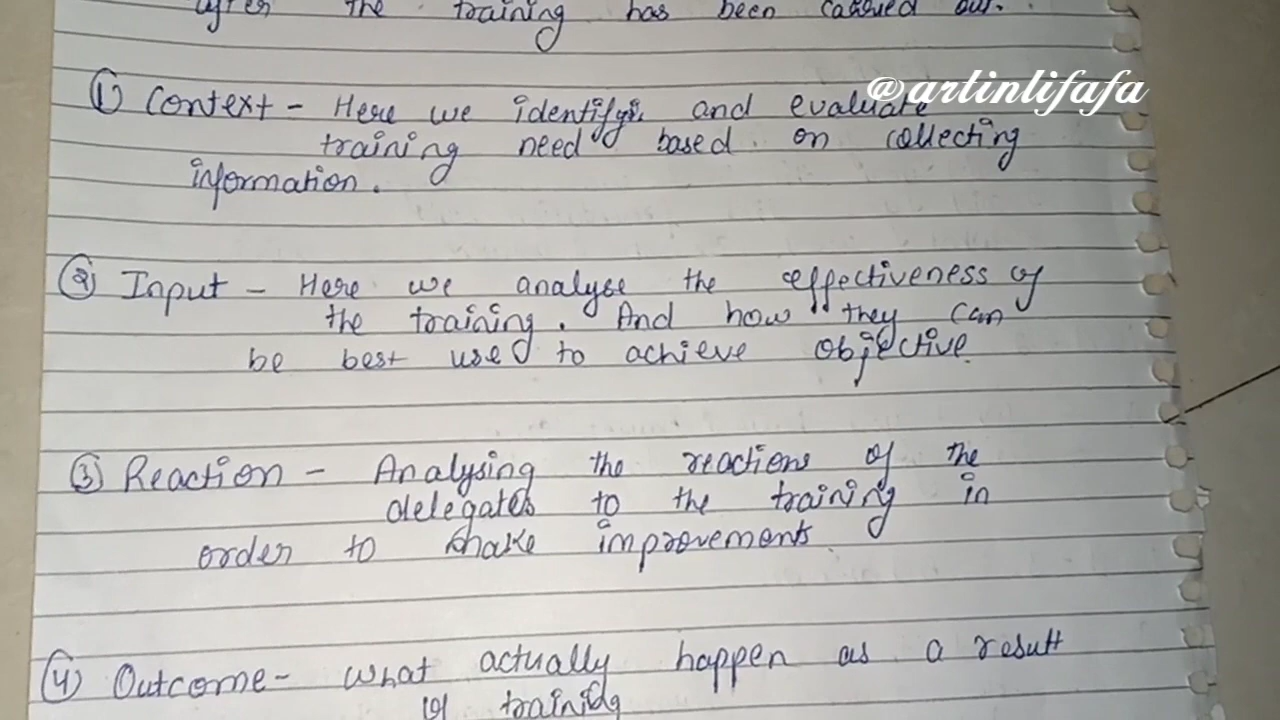 after the training has been carried out.
@artinlifafa
① Context - Here we identify and evaluate
training need based on collecting
information.
② Input - Here we analyse the effectiveness of
the training. And how they can
be best used to achieve objective.
③ Reaction - Analysing the reactions of the
delegates to the training in
order to make improvements
④ Outcome - What actually happen as a result
of training